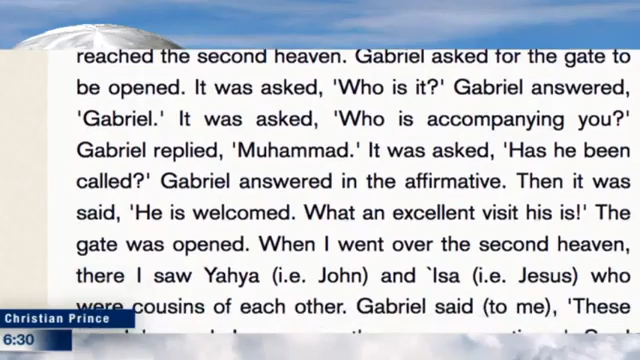 reached the second heaven. Gabriel asked for the gate to
be opened. It was asked, 'Who is it?' Gabriel answered,
'Gabriel.' It was asked, 'Who is accompanying you?'
Gabriel replied, 'Muhammad.' It was asked, 'Has he been
called?' Gabriel answered in the affirmative. Then it was
said, 'He is welcomed. What an excellent visit his is!' The
gate was opened. When I went over the second heaven,
there I saw Yahya (i.e. John) and `Isa (i.e. Jesus) who
were cousins of each other. Gabriel said (to me), 'These
Christian Prince
6:30